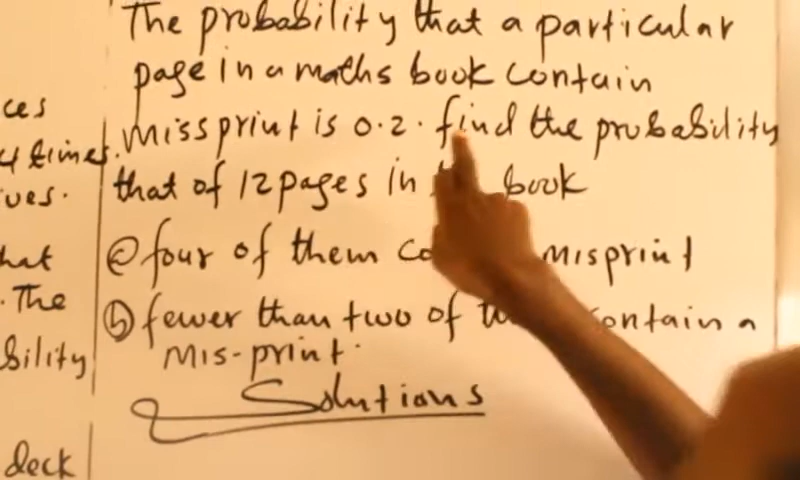 ces
4 times.
ves.
hat
. The
bility
deck
The probability that a particular
page in a maths book contain
missprint is 0.2. find the probability
that of 12 pages in book
(a) four of them co misprint
(b) fewer than two of ontain a
mis-print.
Solutions